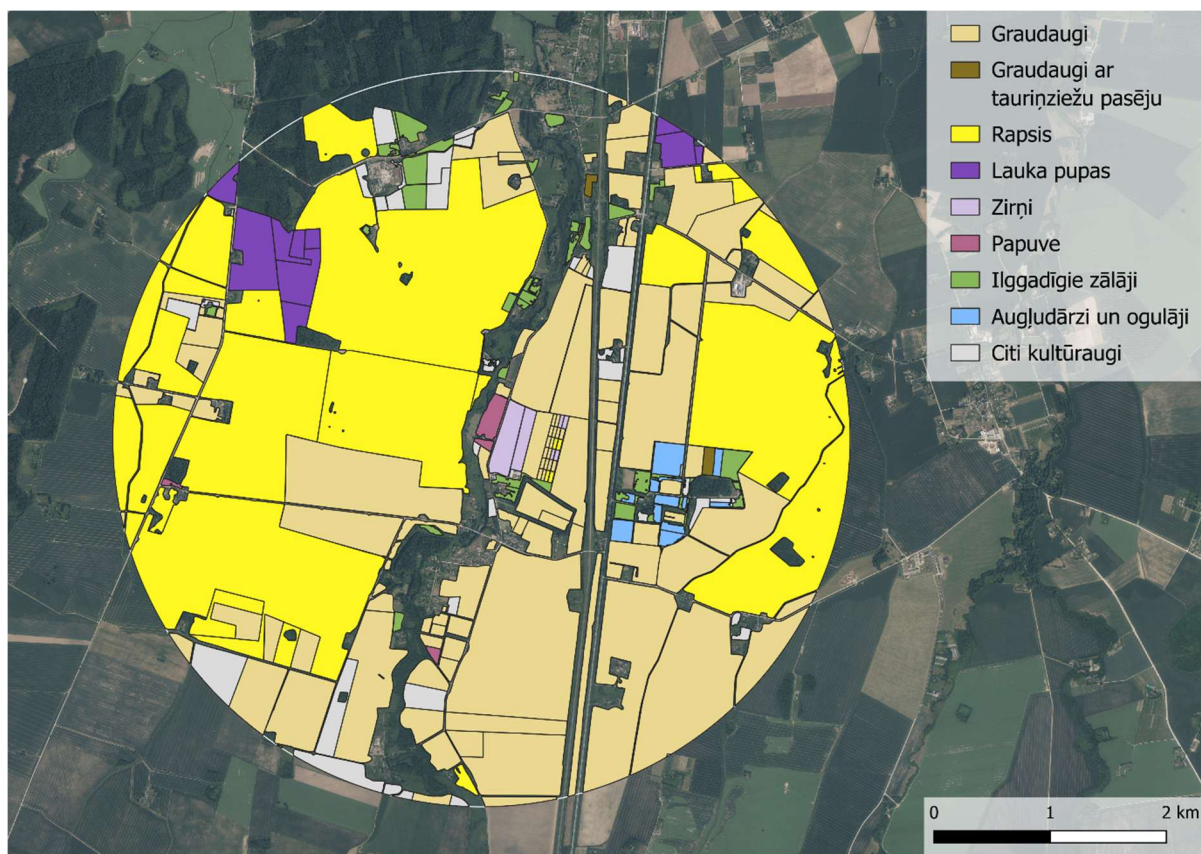 Graudaugi
Graudaugi ar
tauriņziežu pasēju
Rapsis
Lauka pupas
Zirņi
Papuve
Ilggadīgie zālāji
Augļudārzi un ogulāji
Citi kultūraugi
0 1 2 km